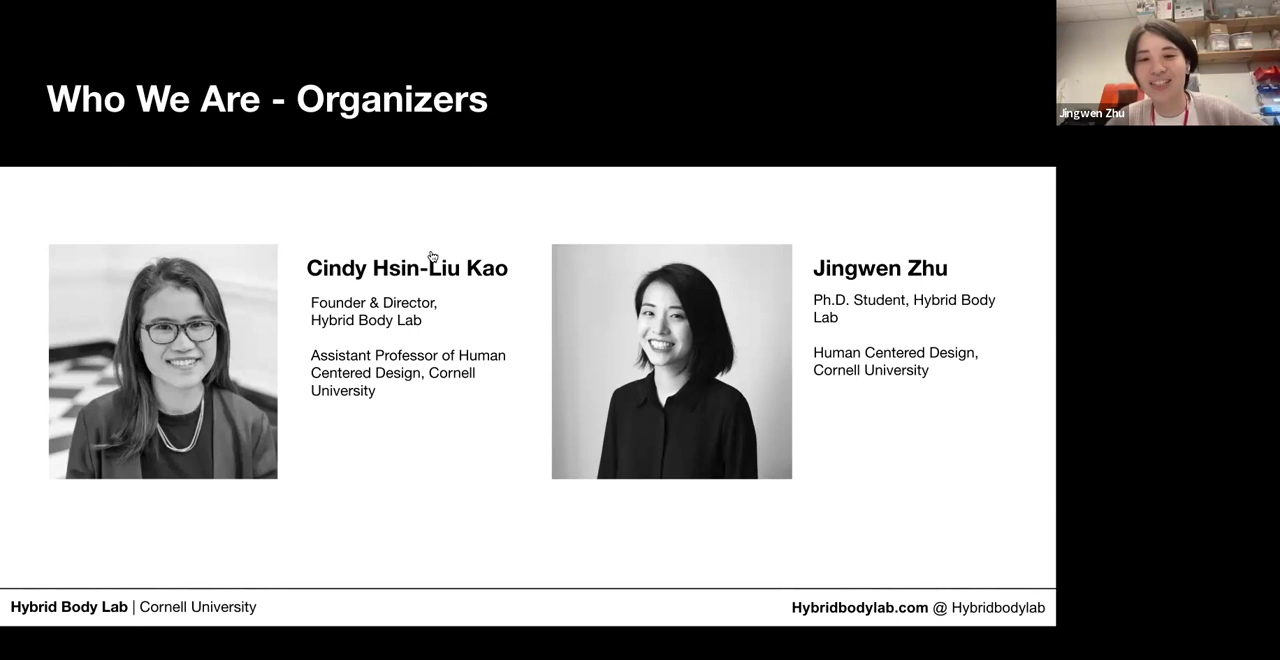 Who We Are - Organizers
Jingwen Zhu
Cindy Hsin-Liu Kao
Founder & Director,
Hybrid Body Lab
Assistant Professor of Human
Centered Design, Cornell
University
Jingwen Zhu
Ph.D. Student, Hybrid Body
Lab
Human Centered Design,
Cornell University
Hybrid Body Lab | Cornell University
Hybridbodylab.com @ Hybridbodylab